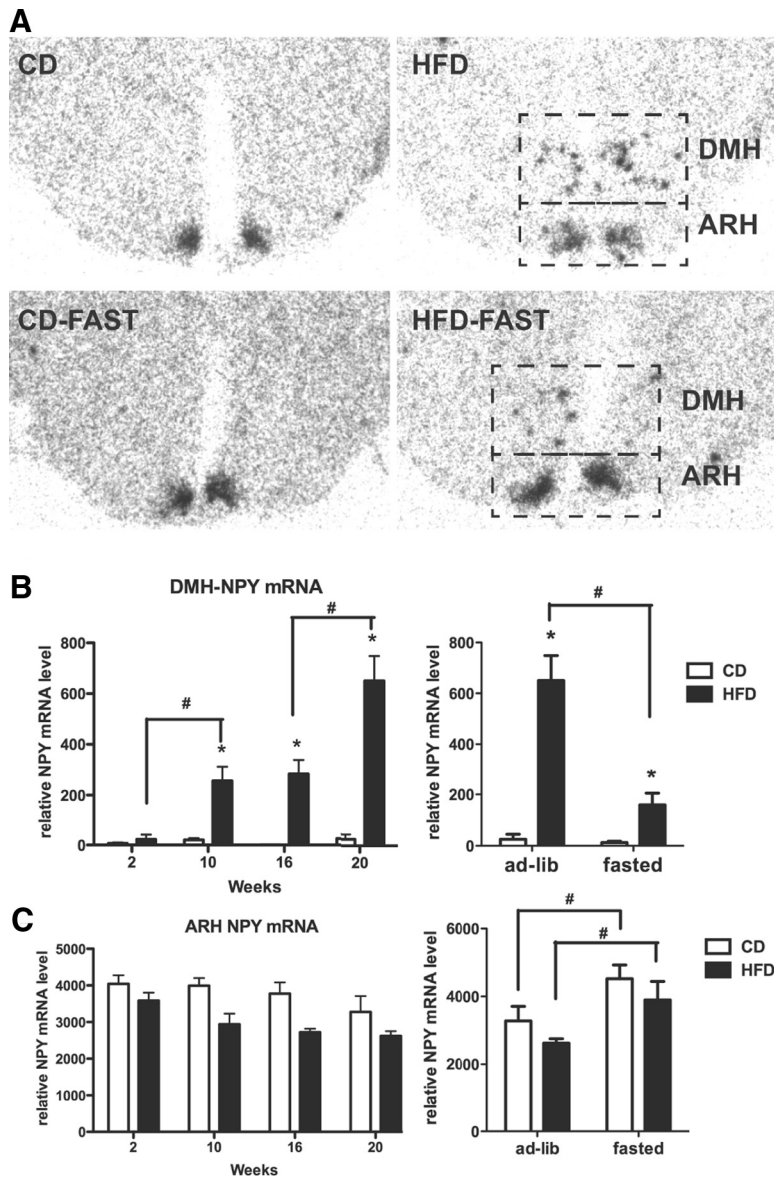 A
CD
HFD
DMH
ARH
CD-FAST
HFD-FAST
DMH
ARH
B
DMH-NPY mRNA
relative NPY mRNA level
800
600
400
200
0
#
*
*
#
*
2
10
16
20
Weeks
relative NPY mRNA level
800
600
400
200
0
#
*
*
ad-lib
fasted
CD
HFD
C
ARH NPY mRNA
relative NPY mRNA level
5000
4000
3000
2000
1000
0
2
10
16
20
Weeks
relative NPY mRNA level
6000
4000
2000
0
#
#
ad-lib
fasted
CD
HFD